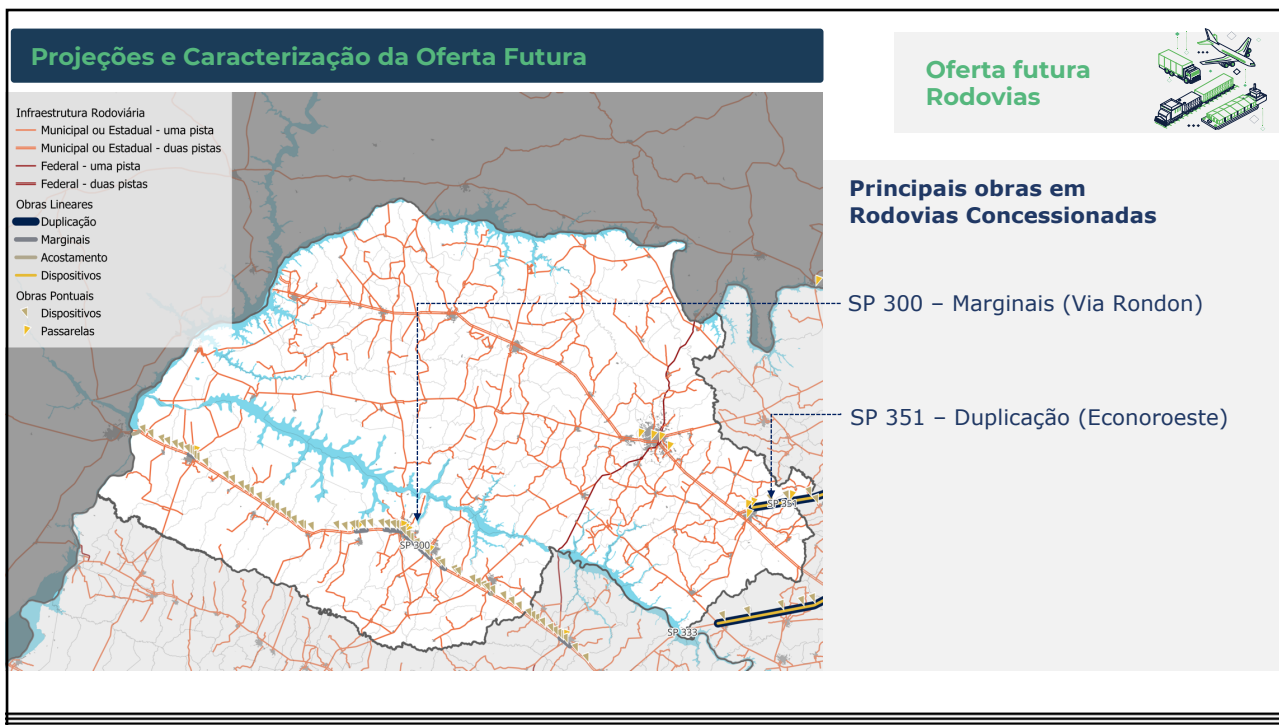 Projeções e Caracterização da Oferta Futura
Oferta futura
Rodovias
Infraestrutura Rodoviária
Municipal ou Estadual - uma pista
Municipal ou Estadual - duas pistas
Federal - uma pista
Federal - duas pistas
Obras Lineares
Duplicação
Marginais
Acostamento
Dispositivos
Obras Pontuais
Dispositivos
Passarelas
Principais obras em
Rodovias Concessionadas
SP 300 – Marginais (Via Rondon)
SP 351 – Duplicação (Econoroeste)
SP 351
SP 300
SP 333